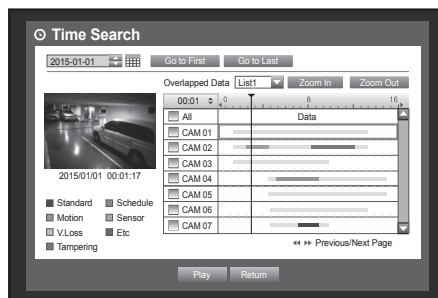 Time Search
2015-01-01 Go to First Go to Last
Overlapped Data List1 Zoom In Zoom Out
00:01 0 8 16
All Data
CAM 01
CAM 02
CAM 03
CAM 04
CAM 05
CAM 06
CAM 07
2015/01/01 00:01:17
Standard Schedule
Motion Sensor
V.Loss Etc
Tampering
Previous/Next Page
Play Return